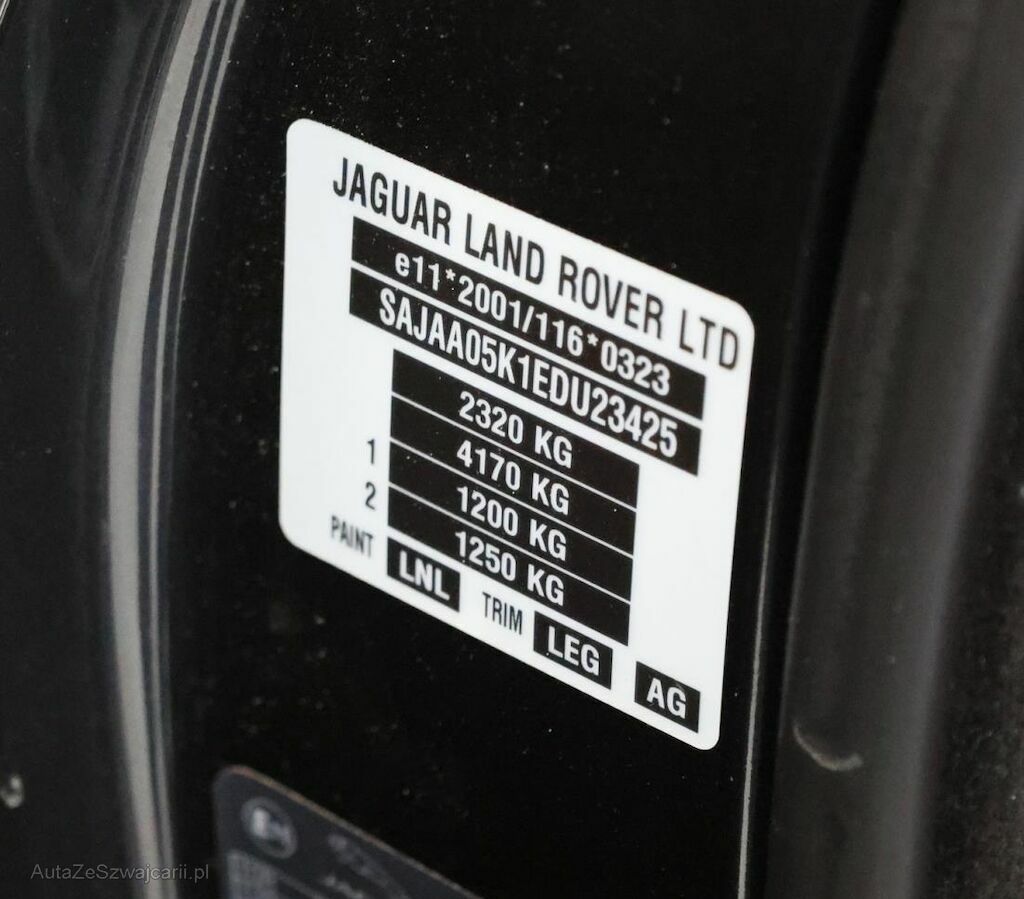 JAGUAR LAND ROVER LTD
e11*2001/116*0323
SAJAA05K1EDU23425
2320 KG
4170 KG
1 1200 KG
2 1250 KG
PAINT LNL TRIM LEG AG
AutaZeSzwajcarii.pl